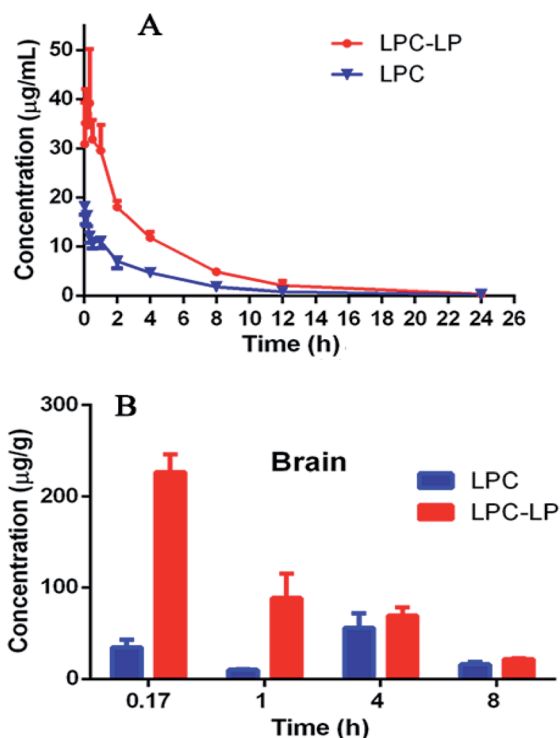 A
LPC-LP
LPC
Concentration (μg/mL)
50
40
30
20
10
0
0 2 4 6 8 10 12 14 16 18 20 22 24 26
Time (h)
B
Brain
LPC
LPC-LP
Concentration (μg/g)
300
200
100
0
0.17 1 4 8
Time (h)